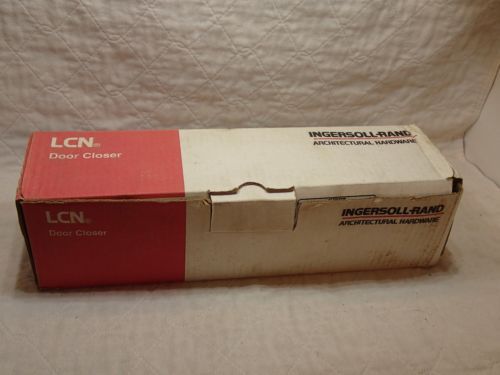 LCN®
Door Closer
INGERSOLL-RAND
ARCHITECTURAL HARDWARE
LCN®
Door Closer
INGERSOLL-RAND
ARCHITECTURAL HARDWARE